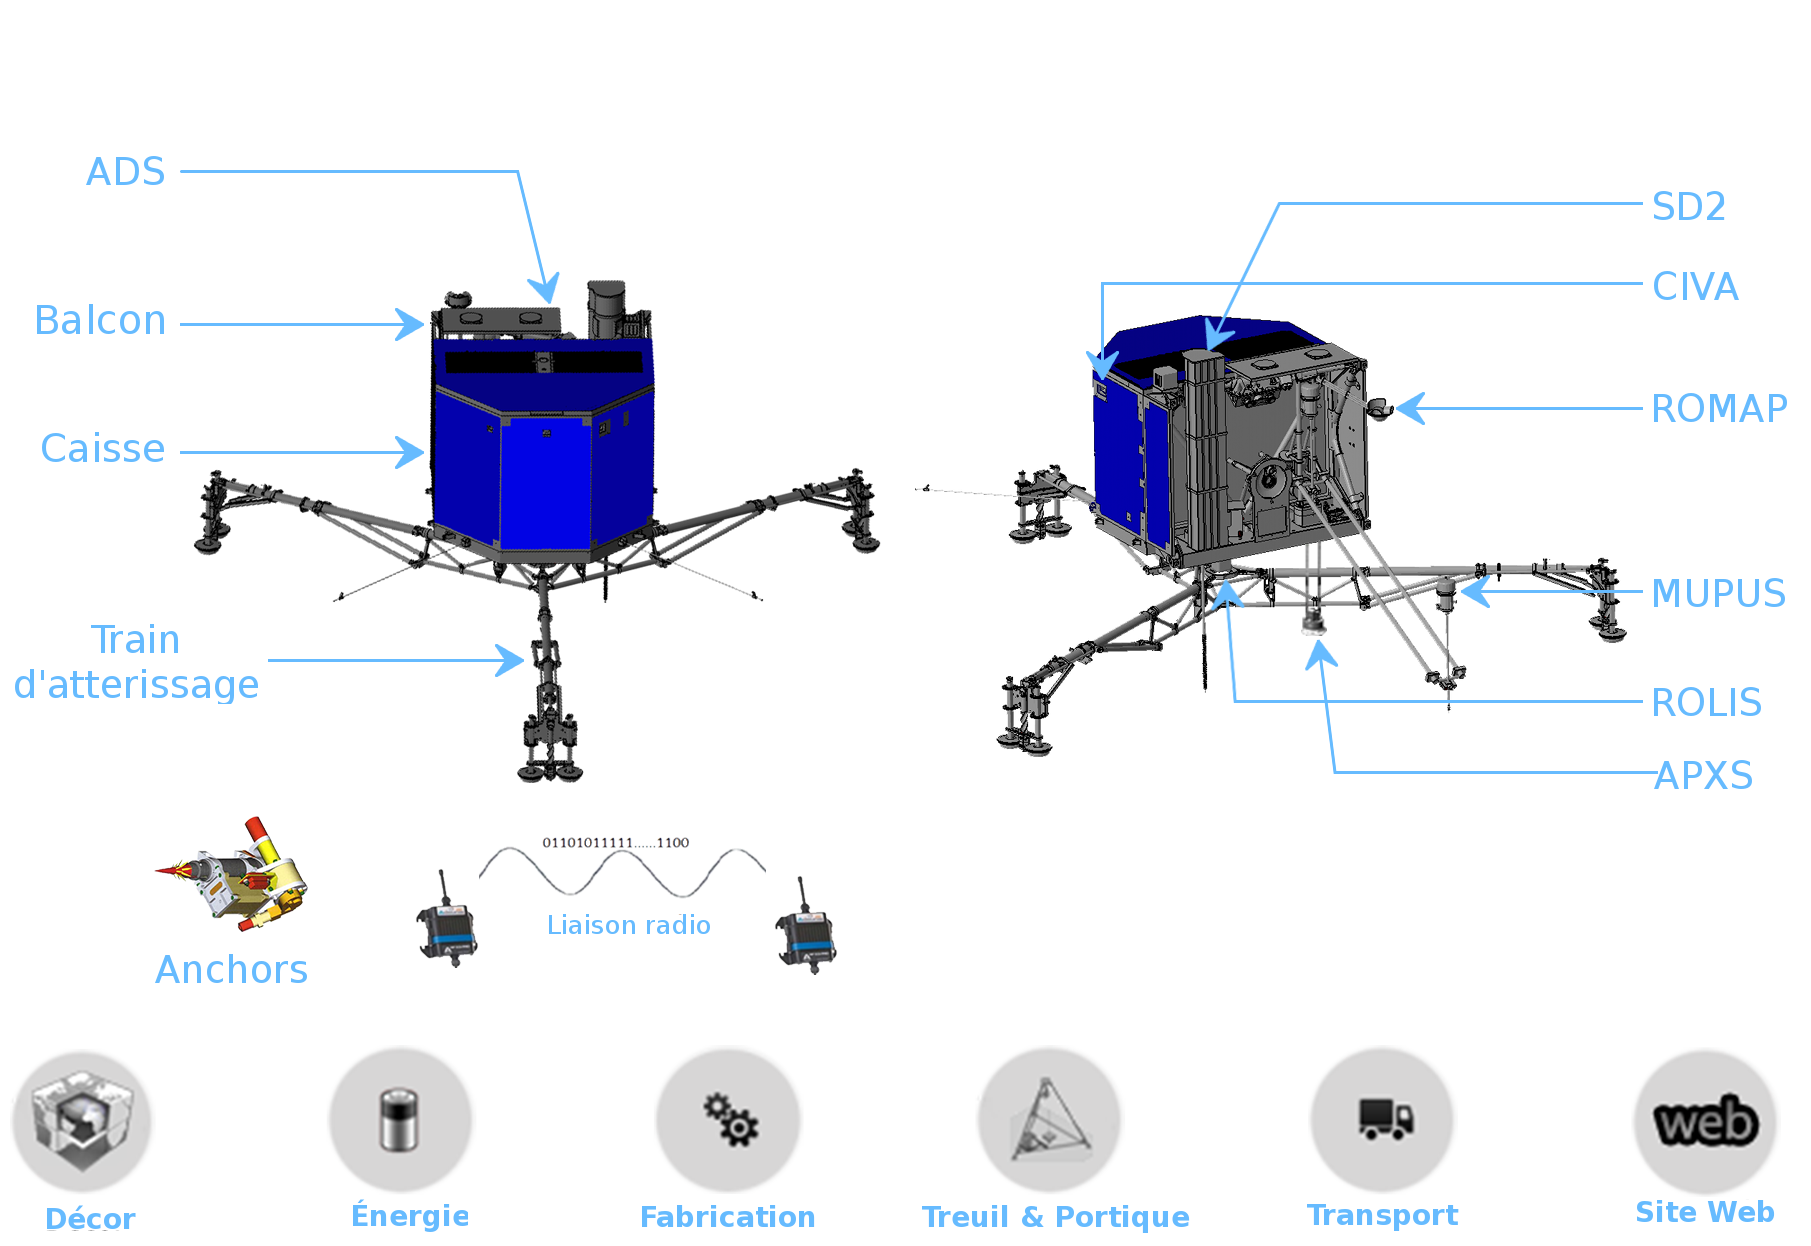 ADS
Balcon
Caisse
Train
d'atterissage
SD2
CIVA
ROMAP
MUPUS
ROLIS
APXS
01101011111......1100
Liaison radio
Anchors
web
Décor
Énergie
Fabrication
Treuil & Portique
Transport
Site Web